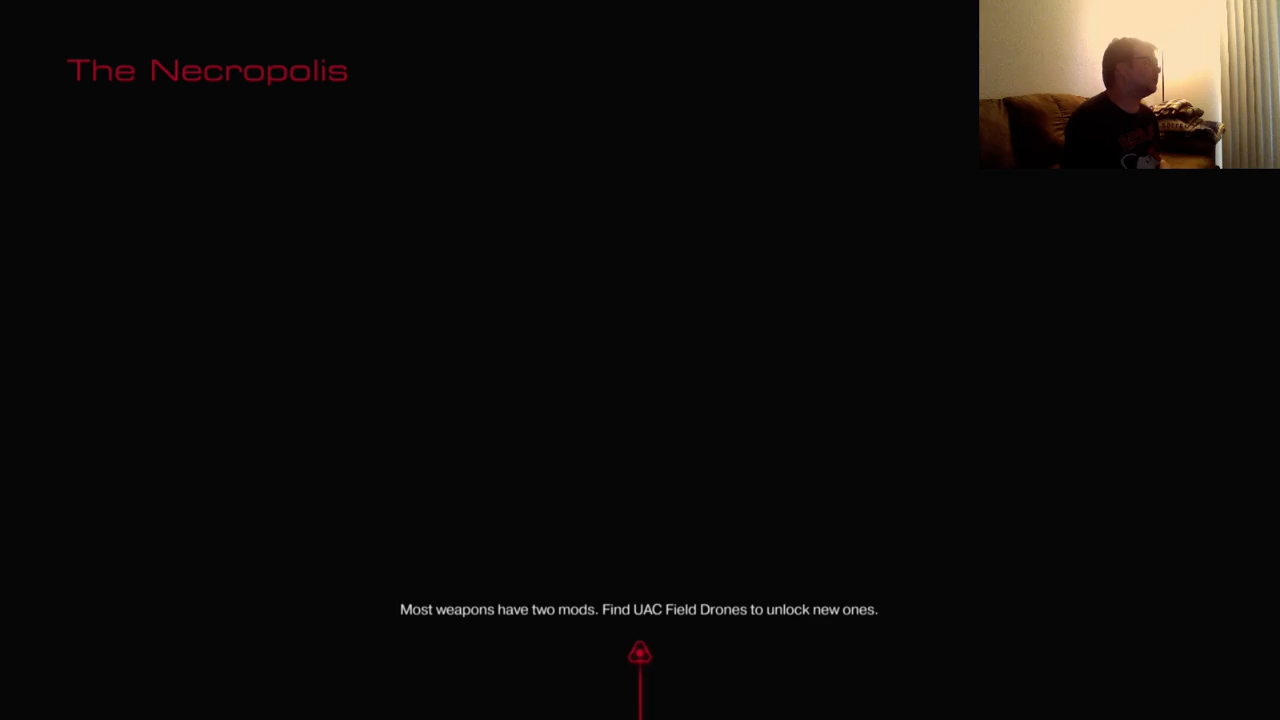 The Necropolis
Most weapons have two mods. Find UAC Field Drones to unlock new ones.